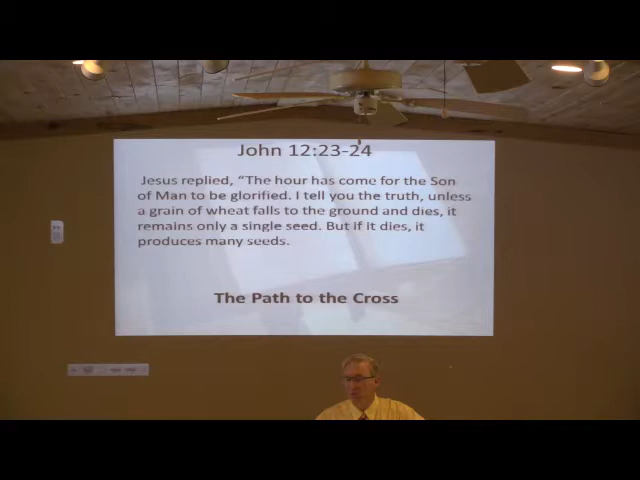 John 12:23-24
Jesus replied, “The hour has come for the Son
of Man to be glorified. I tell you the truth, unless
a grain of wheat falls to the ground and dies, it
remains only a single seed. But if it dies, it
produces many seeds.
The Path to the Cross